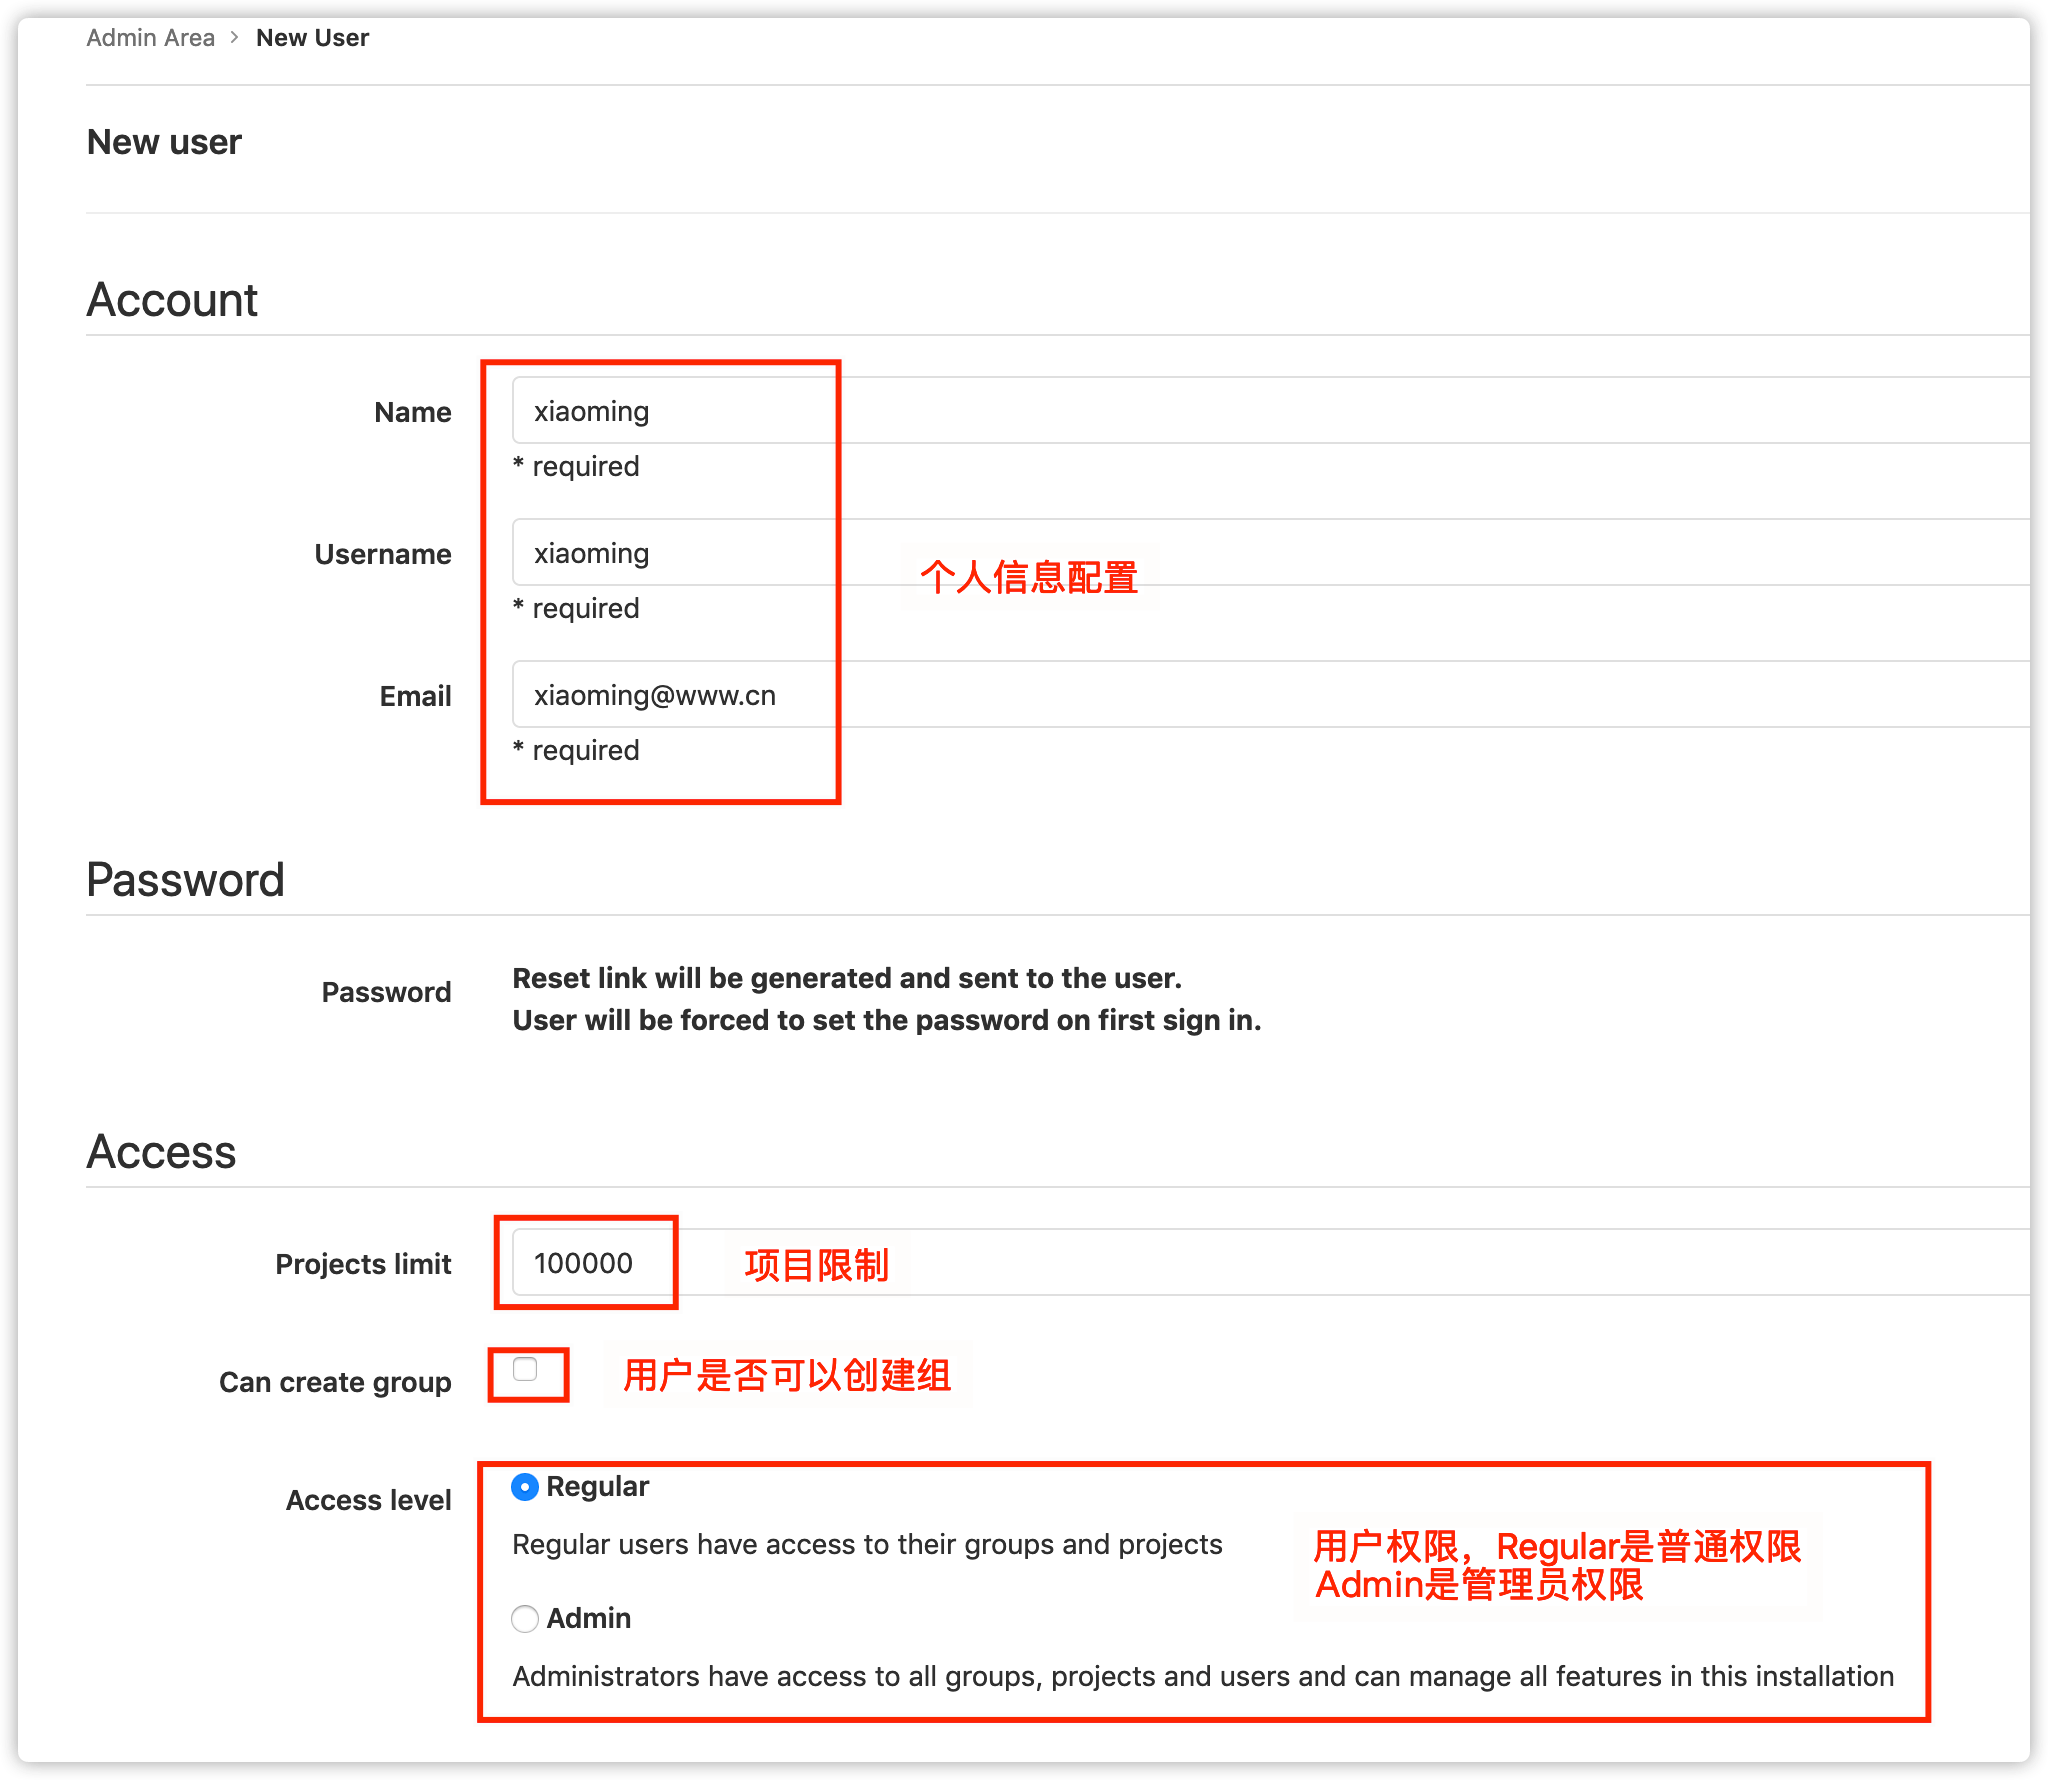 Admin Area > New User
New user
Account
Name
xiaoming
* required
Username
xiaoming
* required
个人信息配置
Email
xiaoming@www.cn
* required
Password
Password
Reset link will be generated and sent to the user.
User will be forced to set the password on first sign in.
Access
Projects limit
100000
项目限制
Can create group
用户是否可以创建组
Access level
Regular
Regular users have access to their groups and projects
用户权限，Regular是普通权限
Admin是管理员权限
Admin
Administrators have access to all groups, projects and users and can manage all features in this installation